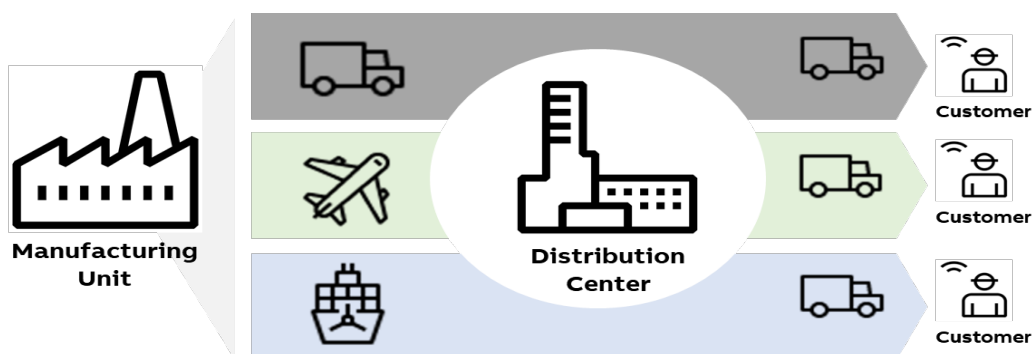 Manufacturing
Unit
Distribution
Center
Customer
Customer
Customer